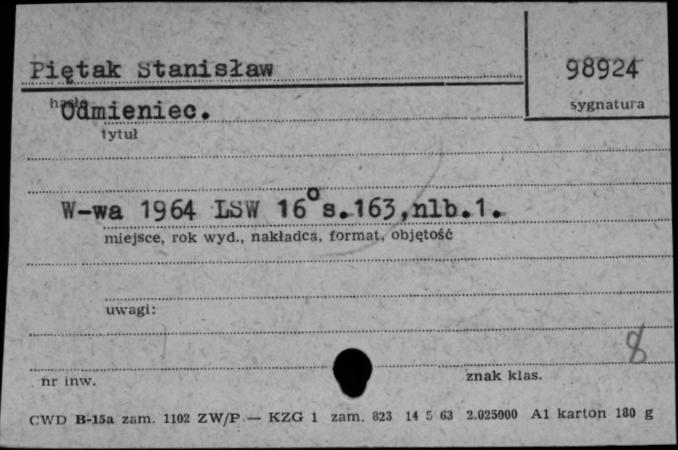 Piętak Stanisław
98924
hasło
sygnatura
Odmieniec.
tytuł
W-wa 1964 LSW 16° s.163,nlb.1.
miejsce, rok wyd., nakładca, format, objętość
uwagi:
8
nr inw.
znak klas.
CWD B-15a zam. 1102 ZW/P — KZG 1 zam. 823 14 5 63 2.025000 A1 karton 180 g